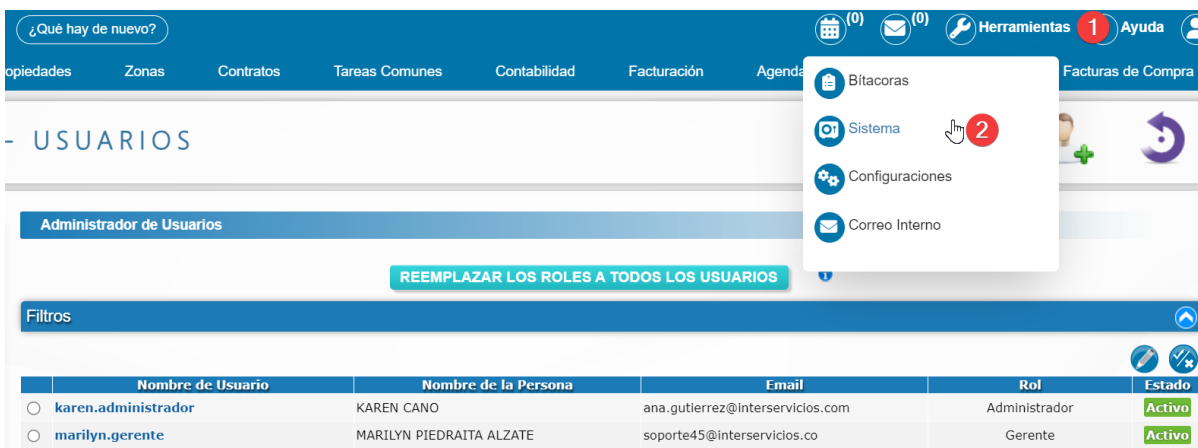 ¿Qué hay de nuevo? (0) (0) Herramientas 1 Ayuda
opiedades Zonas Contratos Tareas Comunes Contabilidad Facturación Agenda Facturas de Compra
Bítacoras
- USUARIOS
Sistema 2
Configuraciones
Administrador de Usuarios
Correo Interno
REEMPLAZAR LOS ROLES A TODOS LOS USUARIOS
Filtros
Nombre de Usuario Nombre de la Persona Email Rol Estado
karen.administrador KAREN CANO ana.gutierrez@interservicios.com Administrador Activo
marilyn.gerente MARILYN PIEDRAITA ALZATE soporte45@interservicios.co Gerente Activo